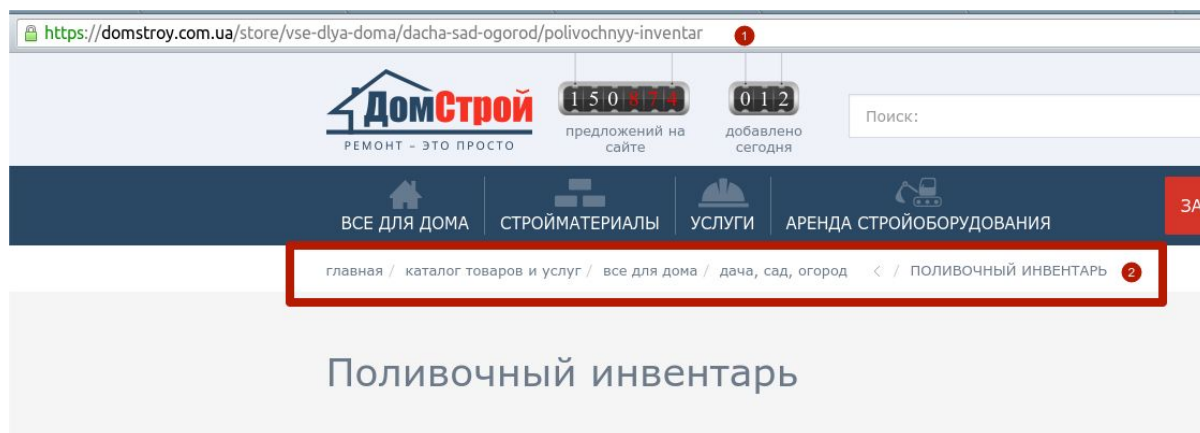 https://domstroy.com.ua/store/vse-dlya-doma/dacha-sad-ogorod/polivochnyy-inventar 1
ДомСтрой
РЕМОНТ – ЭТО ПРОСТО
150874
предложений на
сайте
012
добавлено
сегодня
Поиск:
ВСЕ ДЛЯ ДОМА СТРОЙМАТЕРИАЛЫ УСЛУГИ АРЕНДА СТРОЙОБОРУДОВАНИЯ ЗА
главная / каталог товаров и услуг / все для дома / дача, сад, огород < / ПОЛИВОЧНЫЙ ИНВЕНТАРЬ 2
Поливочный инвентарь